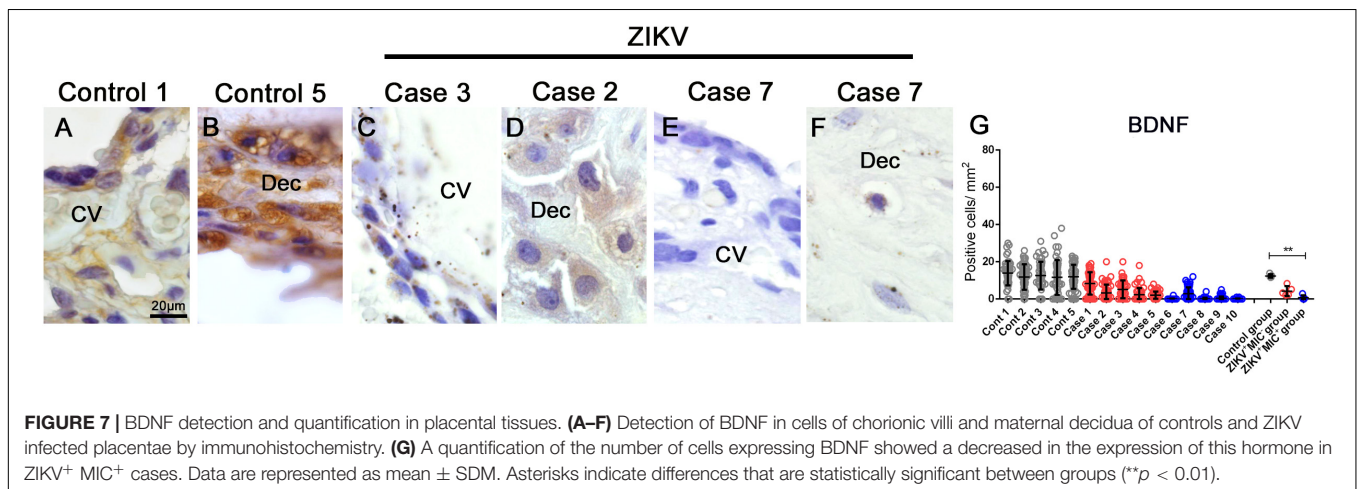 ZIKV
Control 1 Control 5 Case 3 Case 2 Case 7 Case 7
A B C D E F G BDNF
CV Dec CV Dec CV Dec
20µm
Positive cells/ mm²
80
60
40
20
0
Cont 1
Cont 2
Cont 3
Cont 4
Cont 5
Case 1
Case 2
Case 3
Case 4
Case 5
Case 6
Case 7
Case 8
Case 9
Case 10
Control group
ZIKV⁺MIC⁻group
ZIKV⁺MIC⁺ group
**
FIGURE 7 | BDNF detection and quantification in placental tissues. (A–F) Detection of BDNF in cells of chorionic villi and maternal decidua of controls and ZIKV
infected placentae by immunohistochemistry. (G) A quantification of the number of cells expressing BDNF showed a decreased in the expression of this hormone in
ZIKV⁺ MIC⁺ cases. Data are represented as mean ± SDM. Asterisks indicate differences that are statistically significant between groups (**p < 0.01).